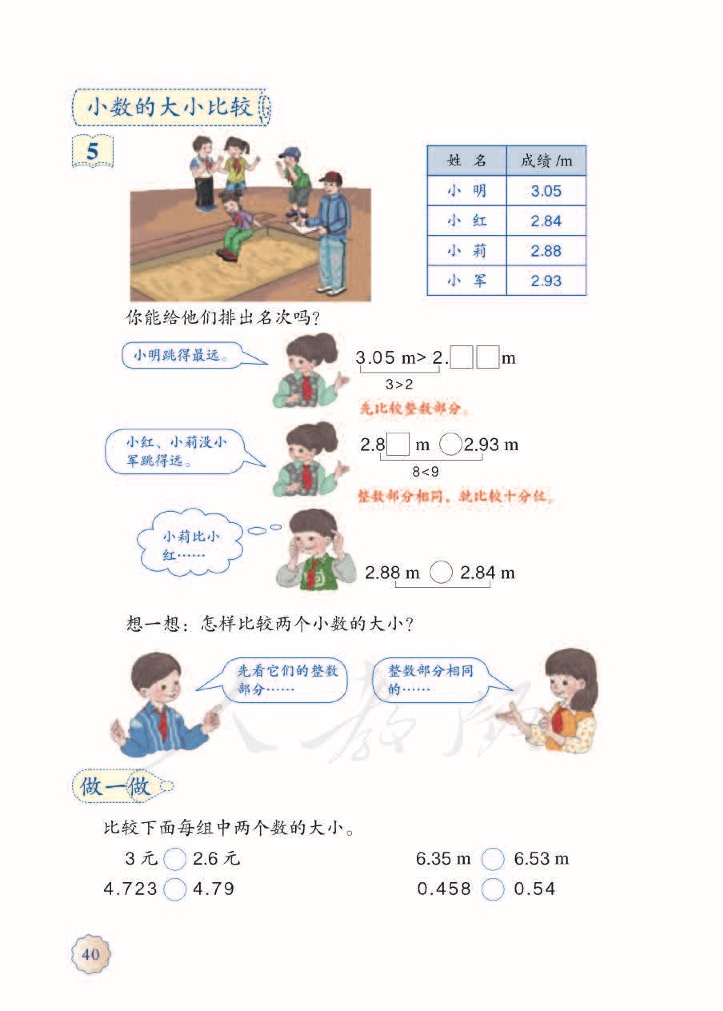 小数的大小比较
5
姓 名 成绩/m
小 明 3.05
小 红 2.84
小 莉 2.88
小 军 2.93
你能给他们排出名次吗？
小明跳得最远。
3.05 m> 2.□□m
3>2
先比较整数部分。
小红、小莉没小
军跳得远。
2.8□ m ○2.93 m
8<9
整数部分相同，就比较十分位。
小莉比小
红……
2.88 m ○ 2.84 m
想一想：怎样比较两个小数的大小？
先看它们的整数
部分……
整数部分相同
的……
人教版
做一做
比较下面每组中两个数的大小。
3 元 ○ 2.6 元 6.35 m ○ 6.53 m
4.723 ○ 4.79 0.458 ○ 0.54
40